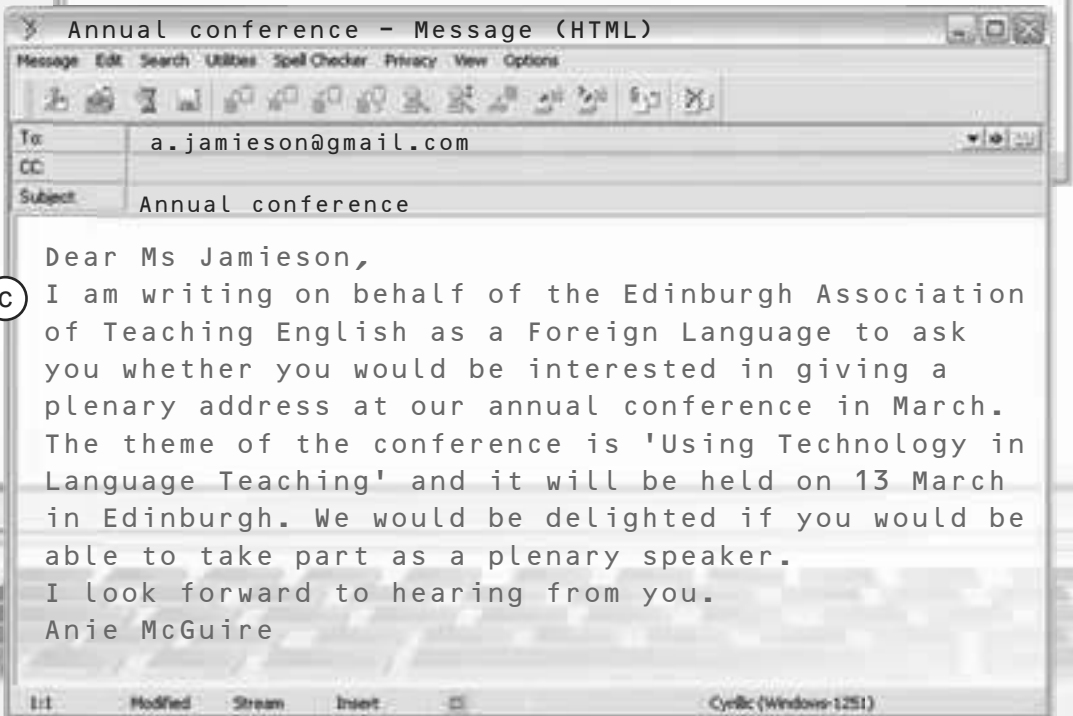 Annual conference - Message (HTML)
Message Edit Search Utilities Spell Checker Privacy View Options
To: a.jamieson@gmail.com
CC:
Subject: Annual conference
Dear Ms Jamieson,
C I am writing on behalf of the Edinburgh Association
of Teaching English as a Foreign Language to ask
you whether you would be interested in giving a
plenary address at our annual conference in March.
The theme of the conference is 'Using Technology in
Language Teaching' and it will be held on 13 March
in Edinburgh. We would be delighted if you would be
able to take part as a plenary speaker.
I look forward to hearing from you.
Anie McGuire
1:1 Modified Stream Insert Cyrillic (Windows-1251)